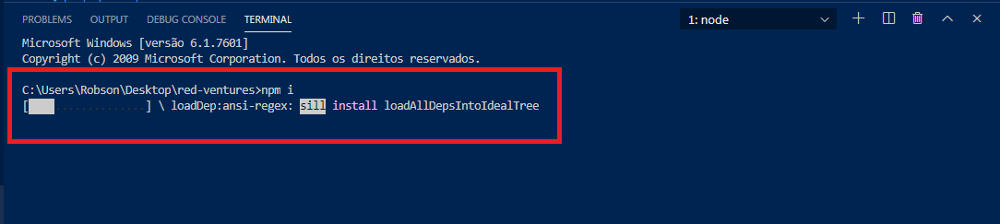 PROBLEMS OUTPUT DEBUG CONSOLE TERMINAL 1: node
Microsoft Windows [versão 6.1.7601]
Copyright (c) 2009 Microsoft Corporation. Todos os direitos reservados.
C:\Users\Robson\Desktop\red-ventures>npm i
[ ..............] \ loadDep:ansi-regex: sill install loadAllDepsIntoIdealTree